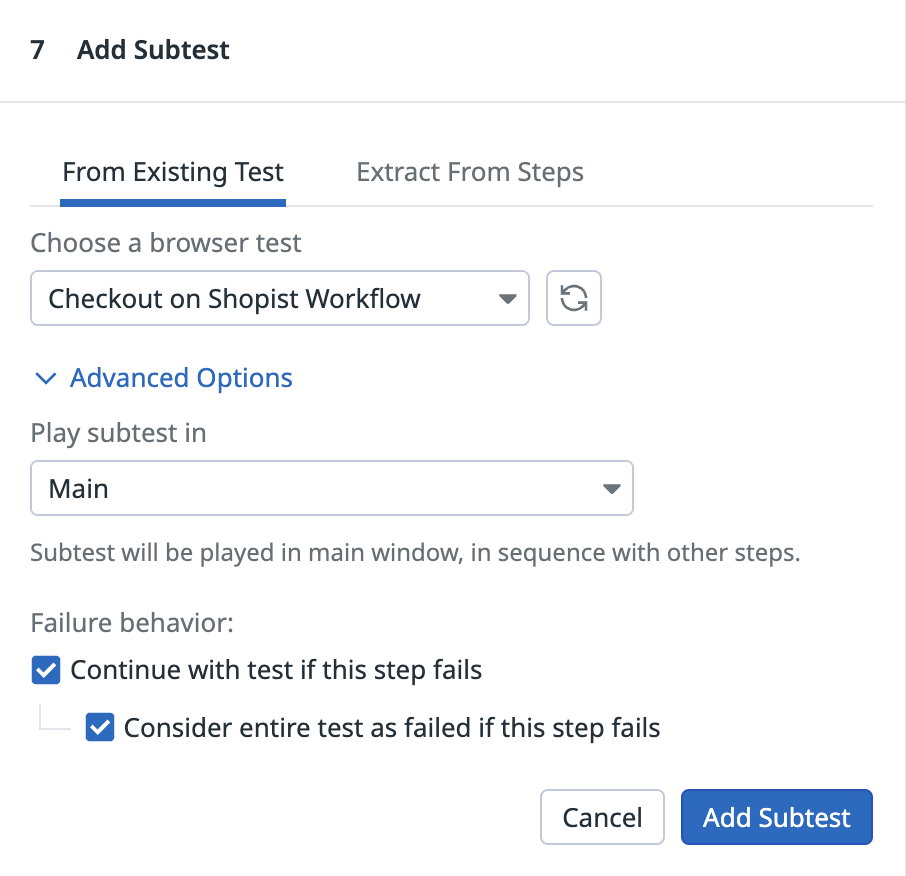 7 Add Subtest
From Existing Test Extract From Steps
Choose a browser test
Checkout on Shopist Workflow
Advanced Options
Play subtest in
Main
Subtest will be played in main window, in sequence with other steps.
Failure behavior:
Continue with test if this step fails
Consider entire test as failed if this step fails
Cancel Add Subtest